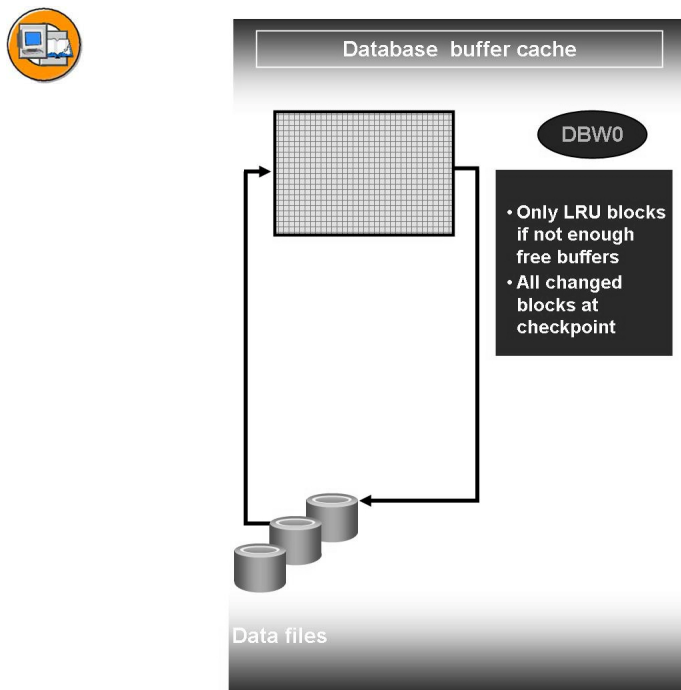 Database buffer cache
DBW0
• Only LRU blocks
if not enough
free buffers
• All changed
blocks at
checkpoint
Data files